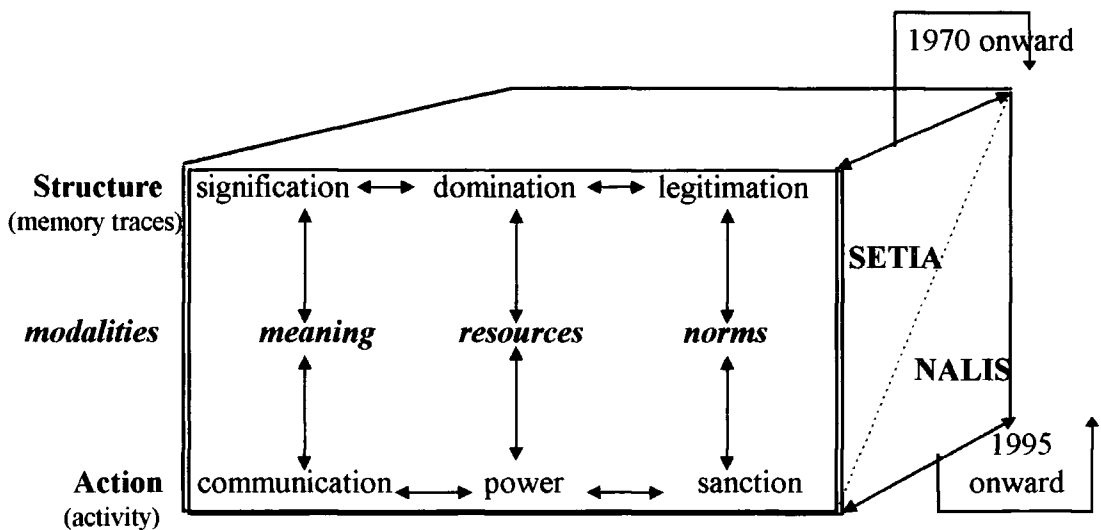 1970 onward
Structure signification domination legitimation
(memory traces)
SETIA
modalities meaning resources norms
NALIS
1995
onward
Action communication power sanction
(activity)